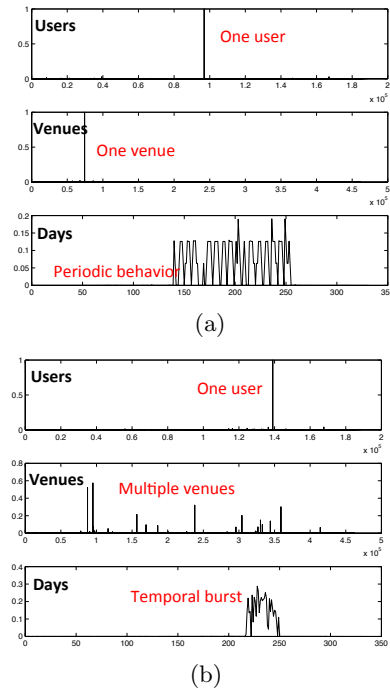 1
Users
One user
0.5
0
0 0.2 0.4 0.6 0.8 1 1.2 1.4 1.6 1.8 2
x 10^5
1
Venues
0.5
One venue
0
0 0.5 1 1.5 2 2.5 3 3.5 4 4.5 5
x 10^5
0.2
Days
0.15
0.1
Periodic behavior
0.05
0
0 50 100 150 200 250 300 350
(a)
1
Users
One user
0.5
0
0 0.2 0.4 0.6 0.8 1 1.2 1.4 1.6 1.8 2
x 10^5
0.8
Venues
0.6
Multiple venues
0.4
0.2
0
0 0.5 1 1.5 2 2.5 3 3.5 4 4.5 5
x 10^5
0.4
Days
0.3
Temporal burst
0.2
0.1
0
0 50 100 150 200 250 300 350
(b)